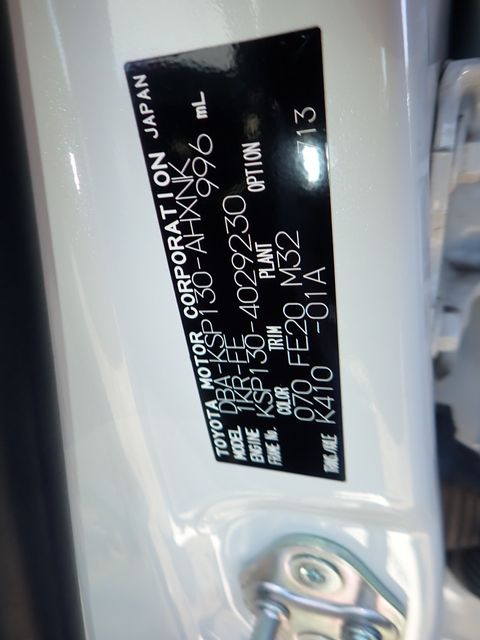 TOYOTA MOTOR CORPORATION JAPAN
MODEL DBA-KSP130-AHXNK
ENGINE 1KR-FE 996 mL
FRAME No. KSP130-4029230
COLOR TRIM PLANT OPTION
070 FE20 M32 713
TRANS./AXLE K410 -01A